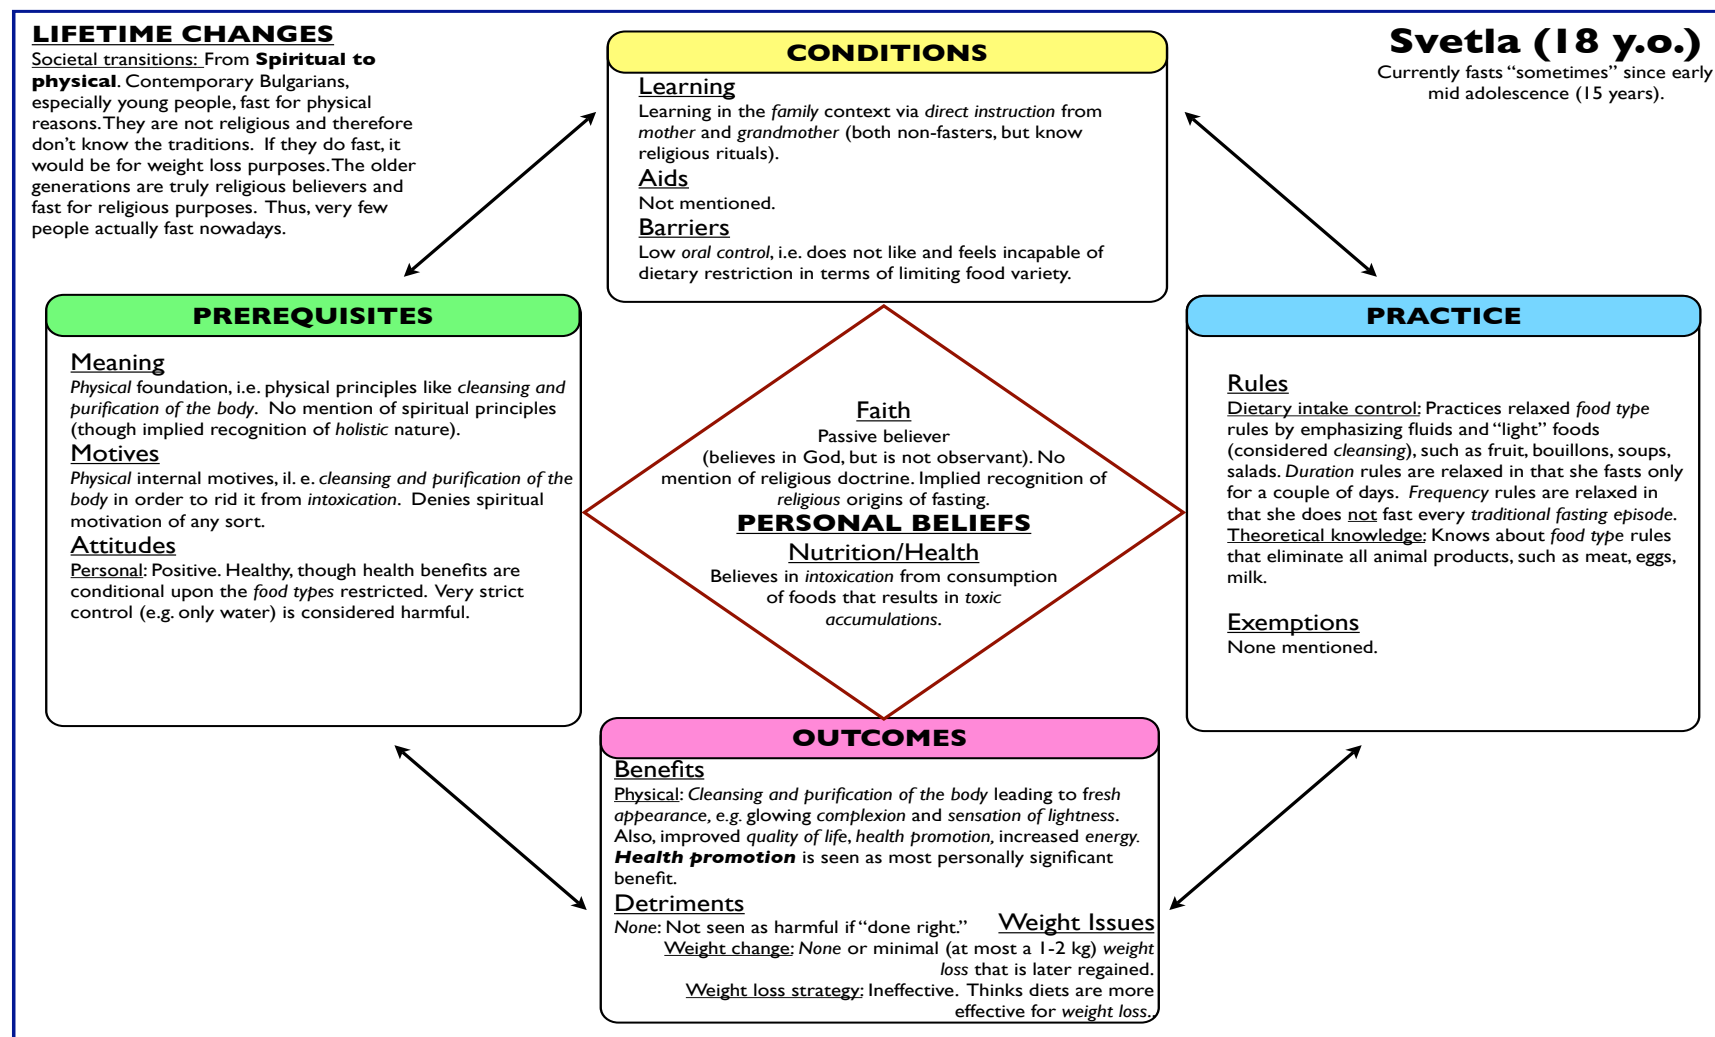 LIFETIME CHANGES
Societal transitions: From Spiritual to
physical. Contemporary Bulgarians,
especially young people, fast for physical
reasons. They are not religious and therefore
don't know the traditions. If they do fast, it
would be for weight loss purposes. The older
generations are truly religious believers and
fast for religious purposes. Thus, very few
people actually fast nowadays.
CONDITIONS
Learning
Learning in the family context via direct instruction from
mother and grandmother (both non-fasters, but know
religious rituals).
Aids
Not mentioned.
Barriers
Low oral control, i.e. does not like and feels incapable of
dietary restriction in terms of limiting food variety.
Svetla (18 y.o.)
Currently fasts “sometimes” since early
mid adolescence (15 years).
PREREQUISITES
Meaning
Physical foundation, i.e. physical principles like cleansing and
purification of the body. No mention of spiritual principles
(though implied recognition of holistic nature).
Motives
Physical internal motives, il. e. cleansing and purification of the
body in order to rid it from intoxication. Denies spiritual
motivation of any sort.
Attitudes
Personal: Positive. Healthy, though health benefits are
conditional upon the food types restricted. Very strict
control (e.g. only water) is considered harmful.
Faith
Passive believer
(believes in God, but is not observant). No
mention of religious doctrine. Implied recognition of
religious origins of fasting.
PERSONAL BELIEFS
Nutrition/Health
Believes in intoxication from consumption
of foods that results in toxic
accumulations.
PRACTICE
Rules
Dietary intake control: Practices relaxed food type
rules by emphasizing fluids and “light” foods
(considered cleansing), such as fruit, bouillons, soups,
salads. Duration rules are relaxed in that she fasts only
for a couple of days. Frequency rules are relaxed in
that she does not fast every traditional fasting episode.
Theoretical knowledge: Knows about food type rules
that eliminate all animal products, such as meat, eggs,
milk.
Exemptions
None mentioned.
OUTCOMES
Benefits
Physical: Cleansing and purification of the body leading to fresh
appearance, e.g. glowing complexion and sensation of lightness.
Also, improved quality of life, health promotion, increased energy.
Health promotion is seen as most personally significant
benefit.
Detriments
None: Not seen as harmful if “done right.”
Weight Issues
Weight change: None or minimal (at most a 1-2 kg) weight
loss that is later regained.
Weight loss strategy: Ineffective. Thinks diets are more
effective for weight loss..